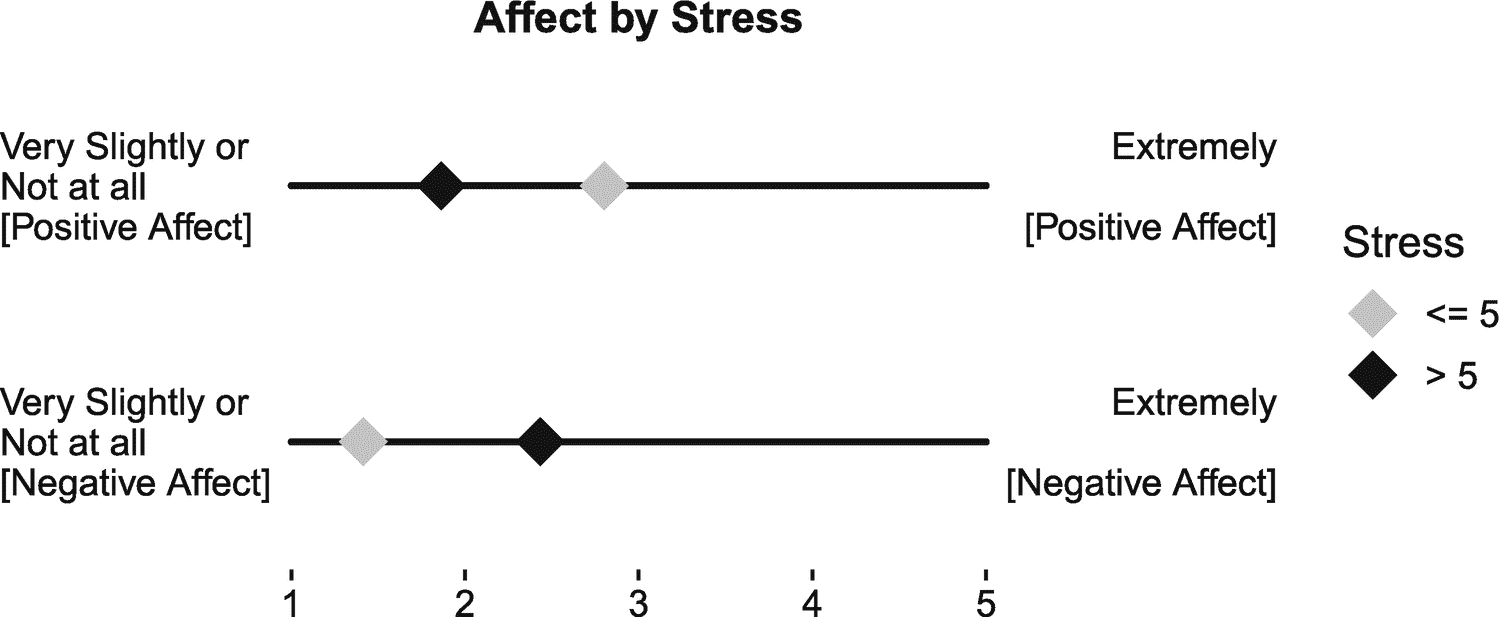 Affect by Stress
Very Slightly or
Not at all
[Positive Affect]
Extremely
[Positive Affect]
Very Slightly or
Not at all
[Negative Affect]
Extremely
[Negative Affect]
Stress
<= 5
> 5
1 2 3 4 5